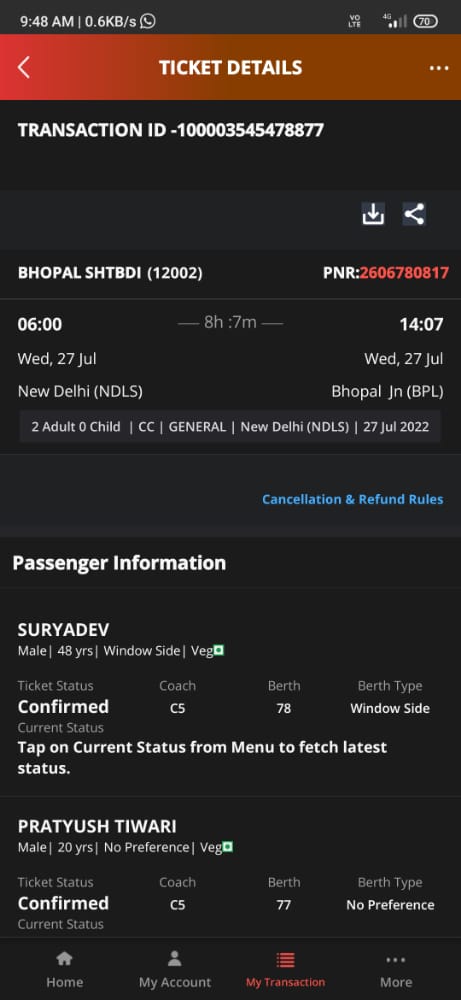 9:48 AM | 0.6KB/s
VO LTE 4G 70
TICKET DETAILS
TRANSACTION ID -100003545478877
BHOPAL SHTBDI (12002) PNR:2606780817
06:00 8h :7m 14:07
Wed, 27 Jul Wed, 27 Jul
New Delhi (NDLS) Bhopal Jn (BPL)
2 Adult 0 Child | CC | GENERAL | New Delhi (NDLS) | 27 Jul 2022
Cancellation & Refund Rules
Passenger Information
SURYADEV
Male| 48 yrs| Window Side| Veg
Ticket Status Coach Berth Berth Type
Confirmed C5 78 Window Side
Current Status
Tap on Current Status from Menu to fetch latest
status.
PRATYUSH TIWARI
Male| 20 yrs| No Preference| Veg
Ticket Status Coach Berth Berth Type
Confirmed C5 77 No Preference
Current Status
Home My Account My Transaction More